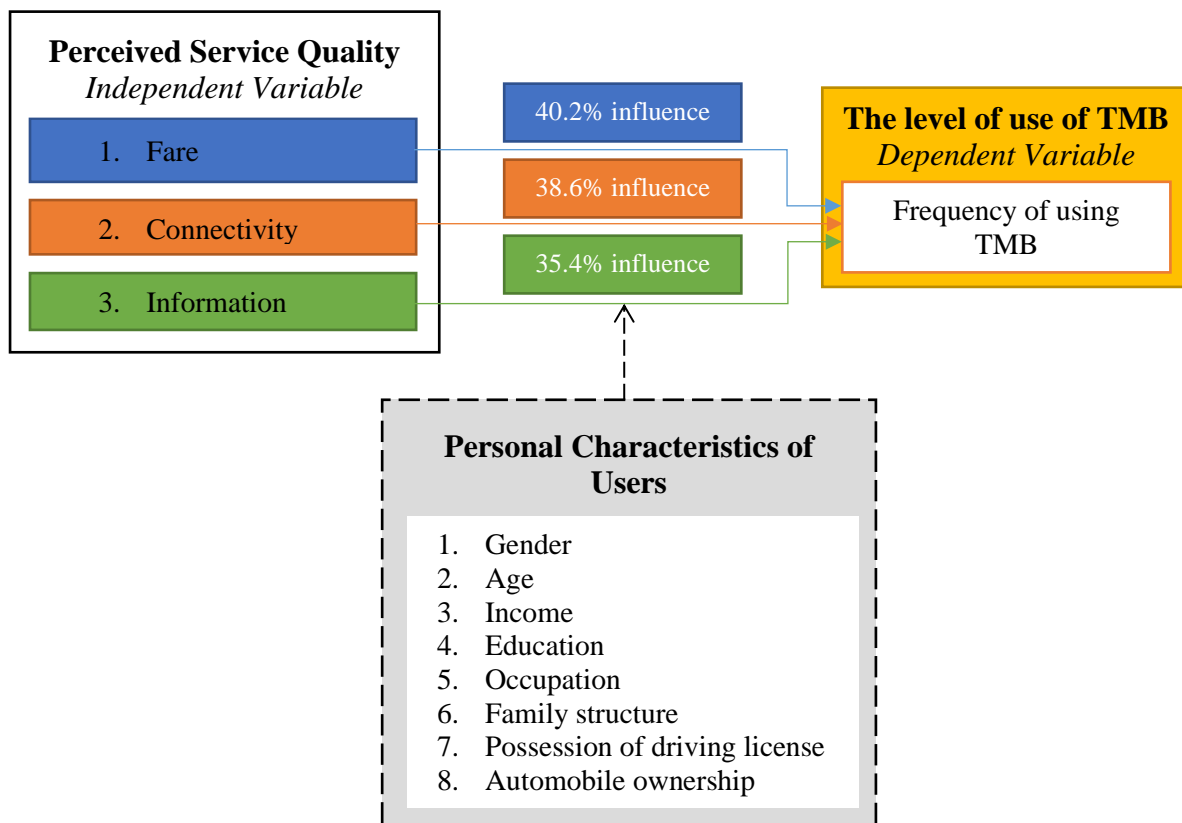 Perceived Service Quality
Independent Variable
1. Fare
2. Connectivity
3. Information
40.2% influence
38.6% influence
35.4% influence
The level of use of TMB
Dependent Variable
Frequency of using
TMB
Personal Characteristics of
Users
1. Gender
2. Age
3. Income
4. Education
5. Occupation
6. Family structure
7. Possession of driving license
8. Automobile ownership